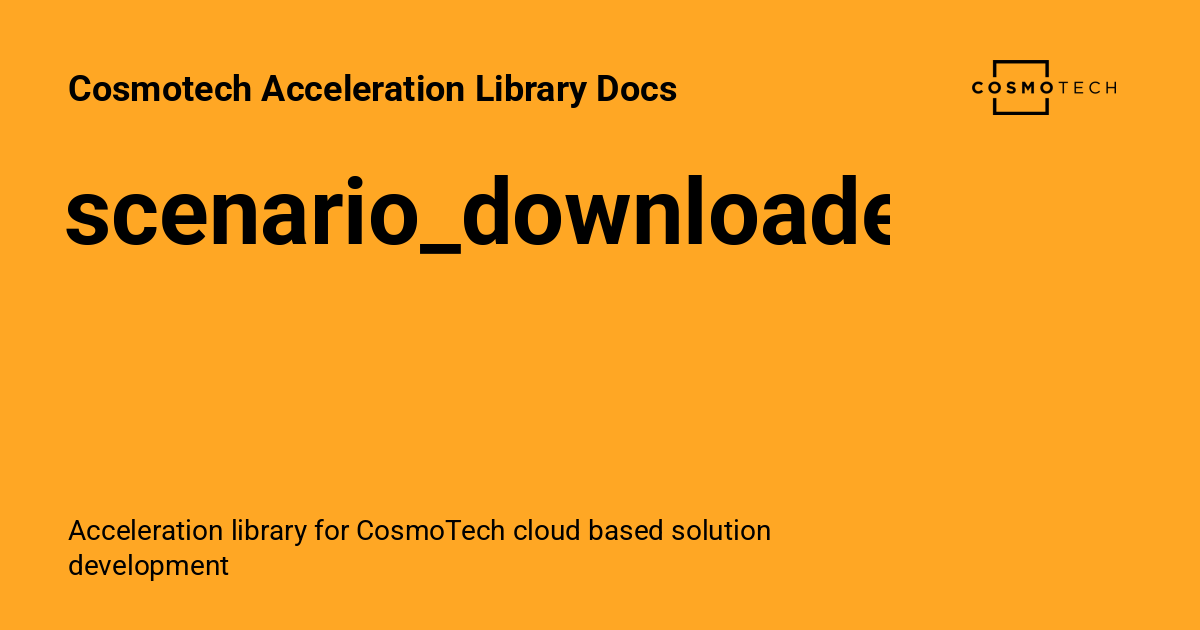 Cosmotech Acceleration Library Docs
COSMOTECH
scenario_downloade
Acceleration library for CosmoTech cloud based solution
development